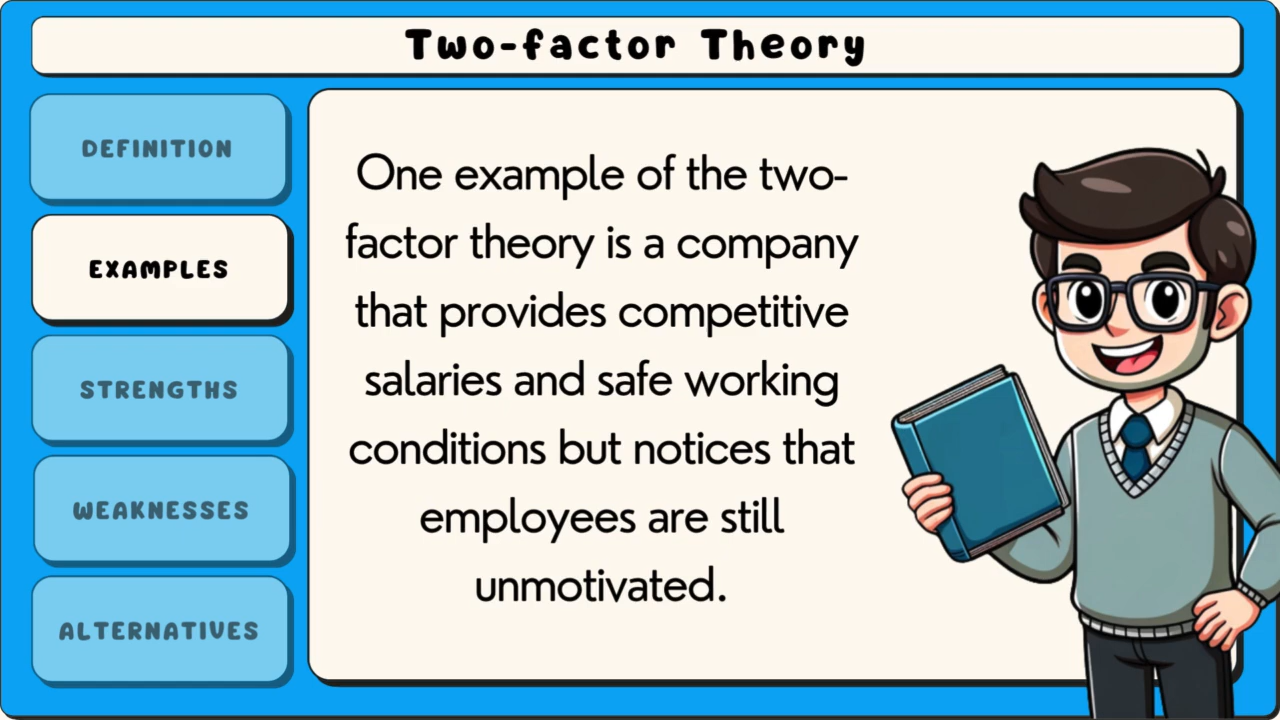 Two-factor Theory
DEFINITION
EXAMPLES
STRENGTHS
WEAKNESSES
ALTERNATIVES
One example of the two-
factor theory is a company
that provides competitive
salaries and safe working
conditions but notices that
employees are still
unmotivated.